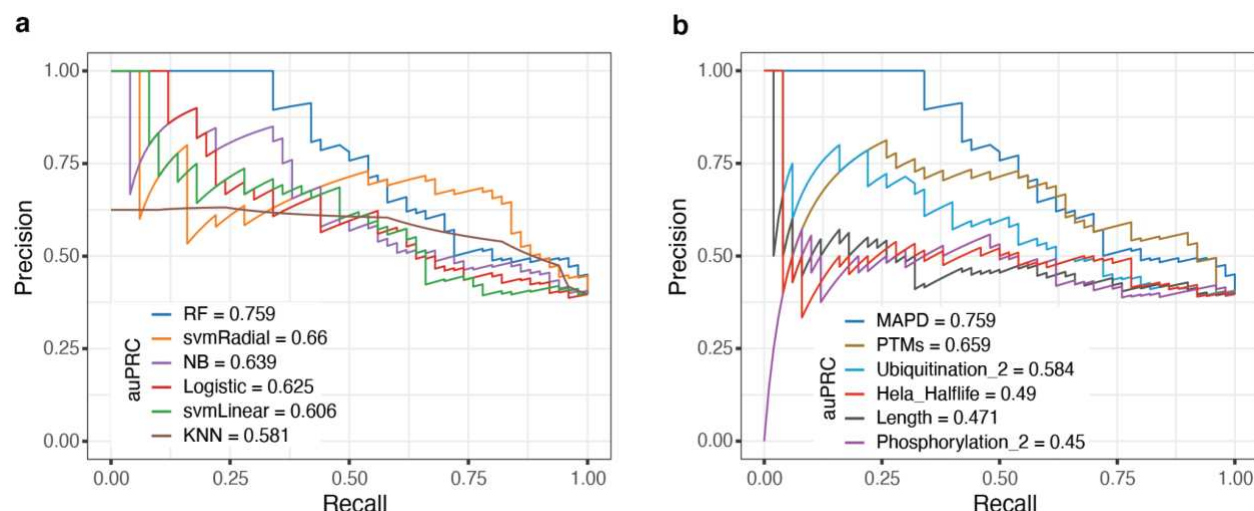 a
1.00
0.75
0.50
0.25
0.00
Precision
auPRC
RF = 0.759
svmRadial = 0.66
NB = 0.639
Logistic = 0.625
svmLinear = 0.606
KNN = 0.581
0.00 0.25 0.50 0.75 1.00
Recall
b
1.00
0.75
0.50
0.25
0.00
Precision
auPRC
MAPD = 0.759
PTMs = 0.659
Ubiquitination_2 = 0.584
Hela_Halflife = 0.49
Length = 0.471
Phosphorylation_2 = 0.45
0.00 0.25 0.50 0.75 1.00
Recall